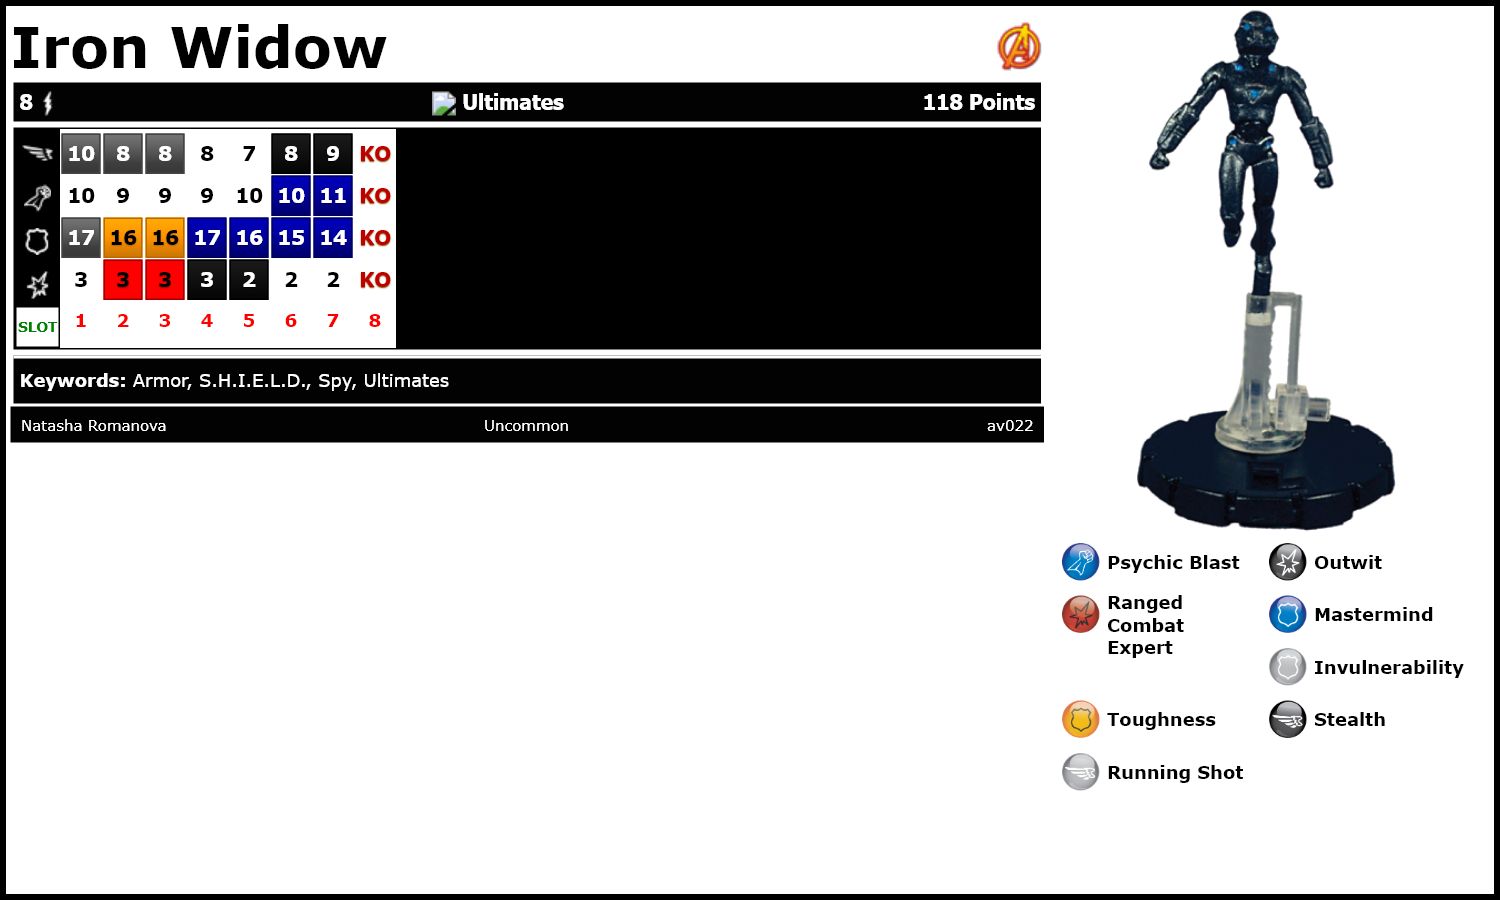 Iron Widow
8 Ultimates 118 Points
10 8 8 8 7 8 9 KO
10 9 9 9 10 10 11 KO
17 16 16 17 16 15 14 KO
3 3 3 3 2 2 2 KO
SLOT 1 2 3 4 5 6 7 8
Keywords: Armor, S.H.I.E.L.D., Spy, Ultimates
Natasha Romanova Uncommon av022
Psychic Blast
Outwit
Ranged
Combat
Expert
Mastermind
Invulnerability
Toughness
Stealth
Running Shot